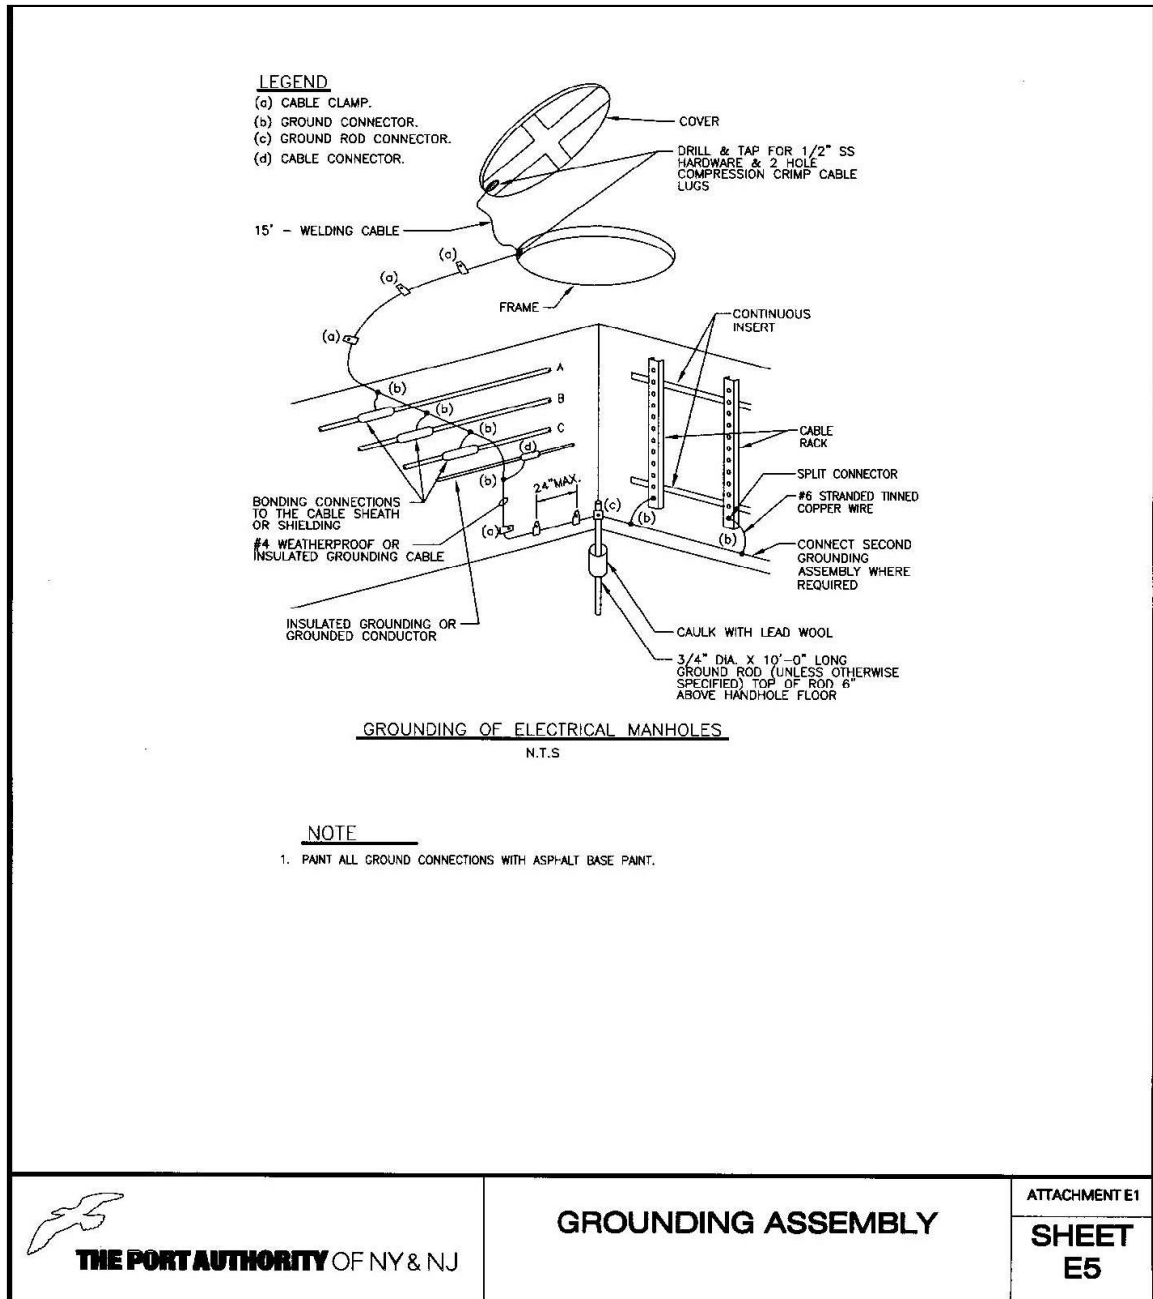 LEGEND
(a) CABLE CLAMP.
(b) GROUND CONNECTOR.
(c) GROUND ROD CONNECTOR.
(d) CABLE CONNECTOR.
COVER
DRILL & TAP FOR 1/2" SS
HARDWARE & 2 HOLE
COMPRESSION CRIMP CABLE
LUGS
15' - WELDING CABLE
(a)
(a)
FRAME
CONTINUOUS
INSERT
(a)
A
(b)
B
(b)
C
(b)
CABLE
RACK
(d)
SPLIT CONNECTOR
(b)
24"MAX.
#6 STRANDED TINNED
COPPER WIRE
BONDING CONNECTIONS
TO THE CABLE SHEATH
OR SHIELDING
(c)
(b)
(a)
(b)
#4 WEATHERPROOF OR
INSULATED GROUNDING CABLE
CONNECT SECOND
GROUNDING
ASSEMBLY WHERE
REQUIRED
INSULATED GROUNDING OR
GROUNDED CONDUCTOR
CAULK WITH LEAD WOOL
3/4" DIA. X 10'-0" LONG
GROUND ROD (UNLESS OTHERWISE
SPECIFIED) TOP OF ROD 6"
ABOVE HANDHOLE FLOOR
GROUNDING OF ELECTRICAL MANHOLES
N.T.S
NOTE
1. PAINT ALL GROUND CONNECTIONS WITH ASPHALT BASE PAINT.
THE PORT AUTHORITY OF NY & NJ
GROUNDING ASSEMBLY
ATTACHMENT E1
SHEET
E5